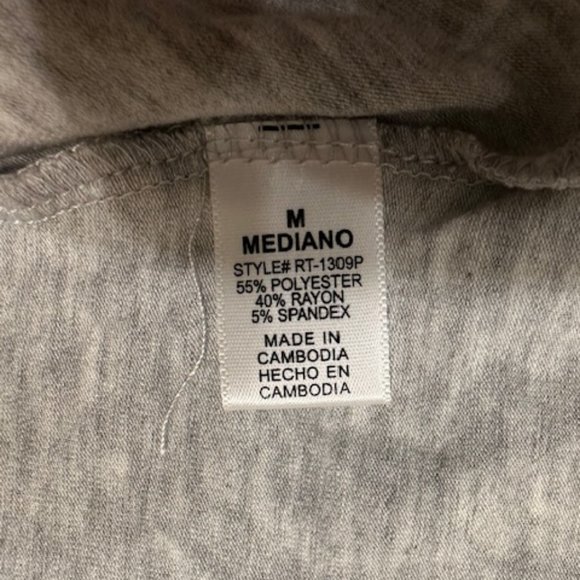 M
MEDIANO
STYLE# RT-1309P
55% POLYESTER
40% RAYON
5% SPANDEX
MADE IN
CAMBODIA
HECHO EN
CAMBODIA